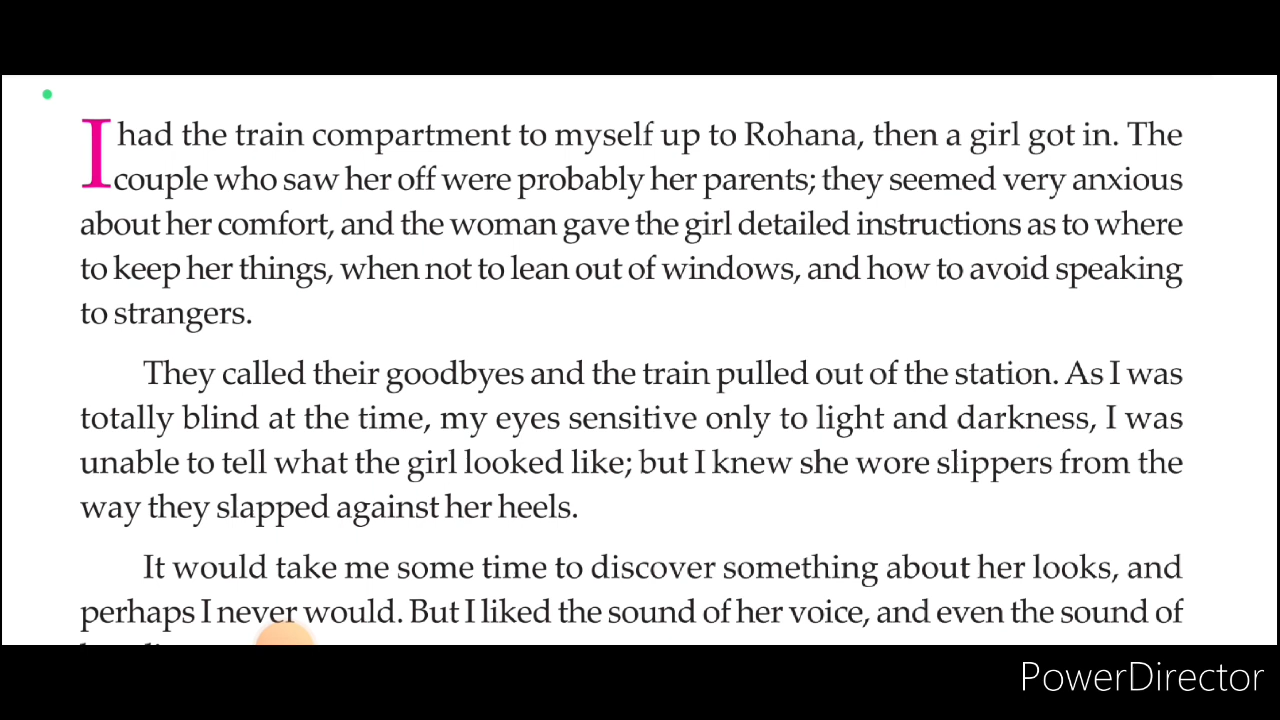 I had the train compartment to myself up to Rohana, then a girl got in. The
couple who saw her off were probably her parents; they seemed very anxious
about her comfort, and the woman gave the girl detailed instructions as to where
to keep her things, when not to lean out of windows, and how to avoid speaking
to strangers.
They called their goodbyes and the train pulled out of the station. As I was
totally blind at the time, my eyes sensitive only to light and darkness, I was
unable to tell what the girl looked like; but I knew she wore slippers from the
way they slapped against her heels.
It would take me some time to discover something about her looks, and
perhaps I never would. But I liked the sound of her voice, and even the sound of
PowerDirector